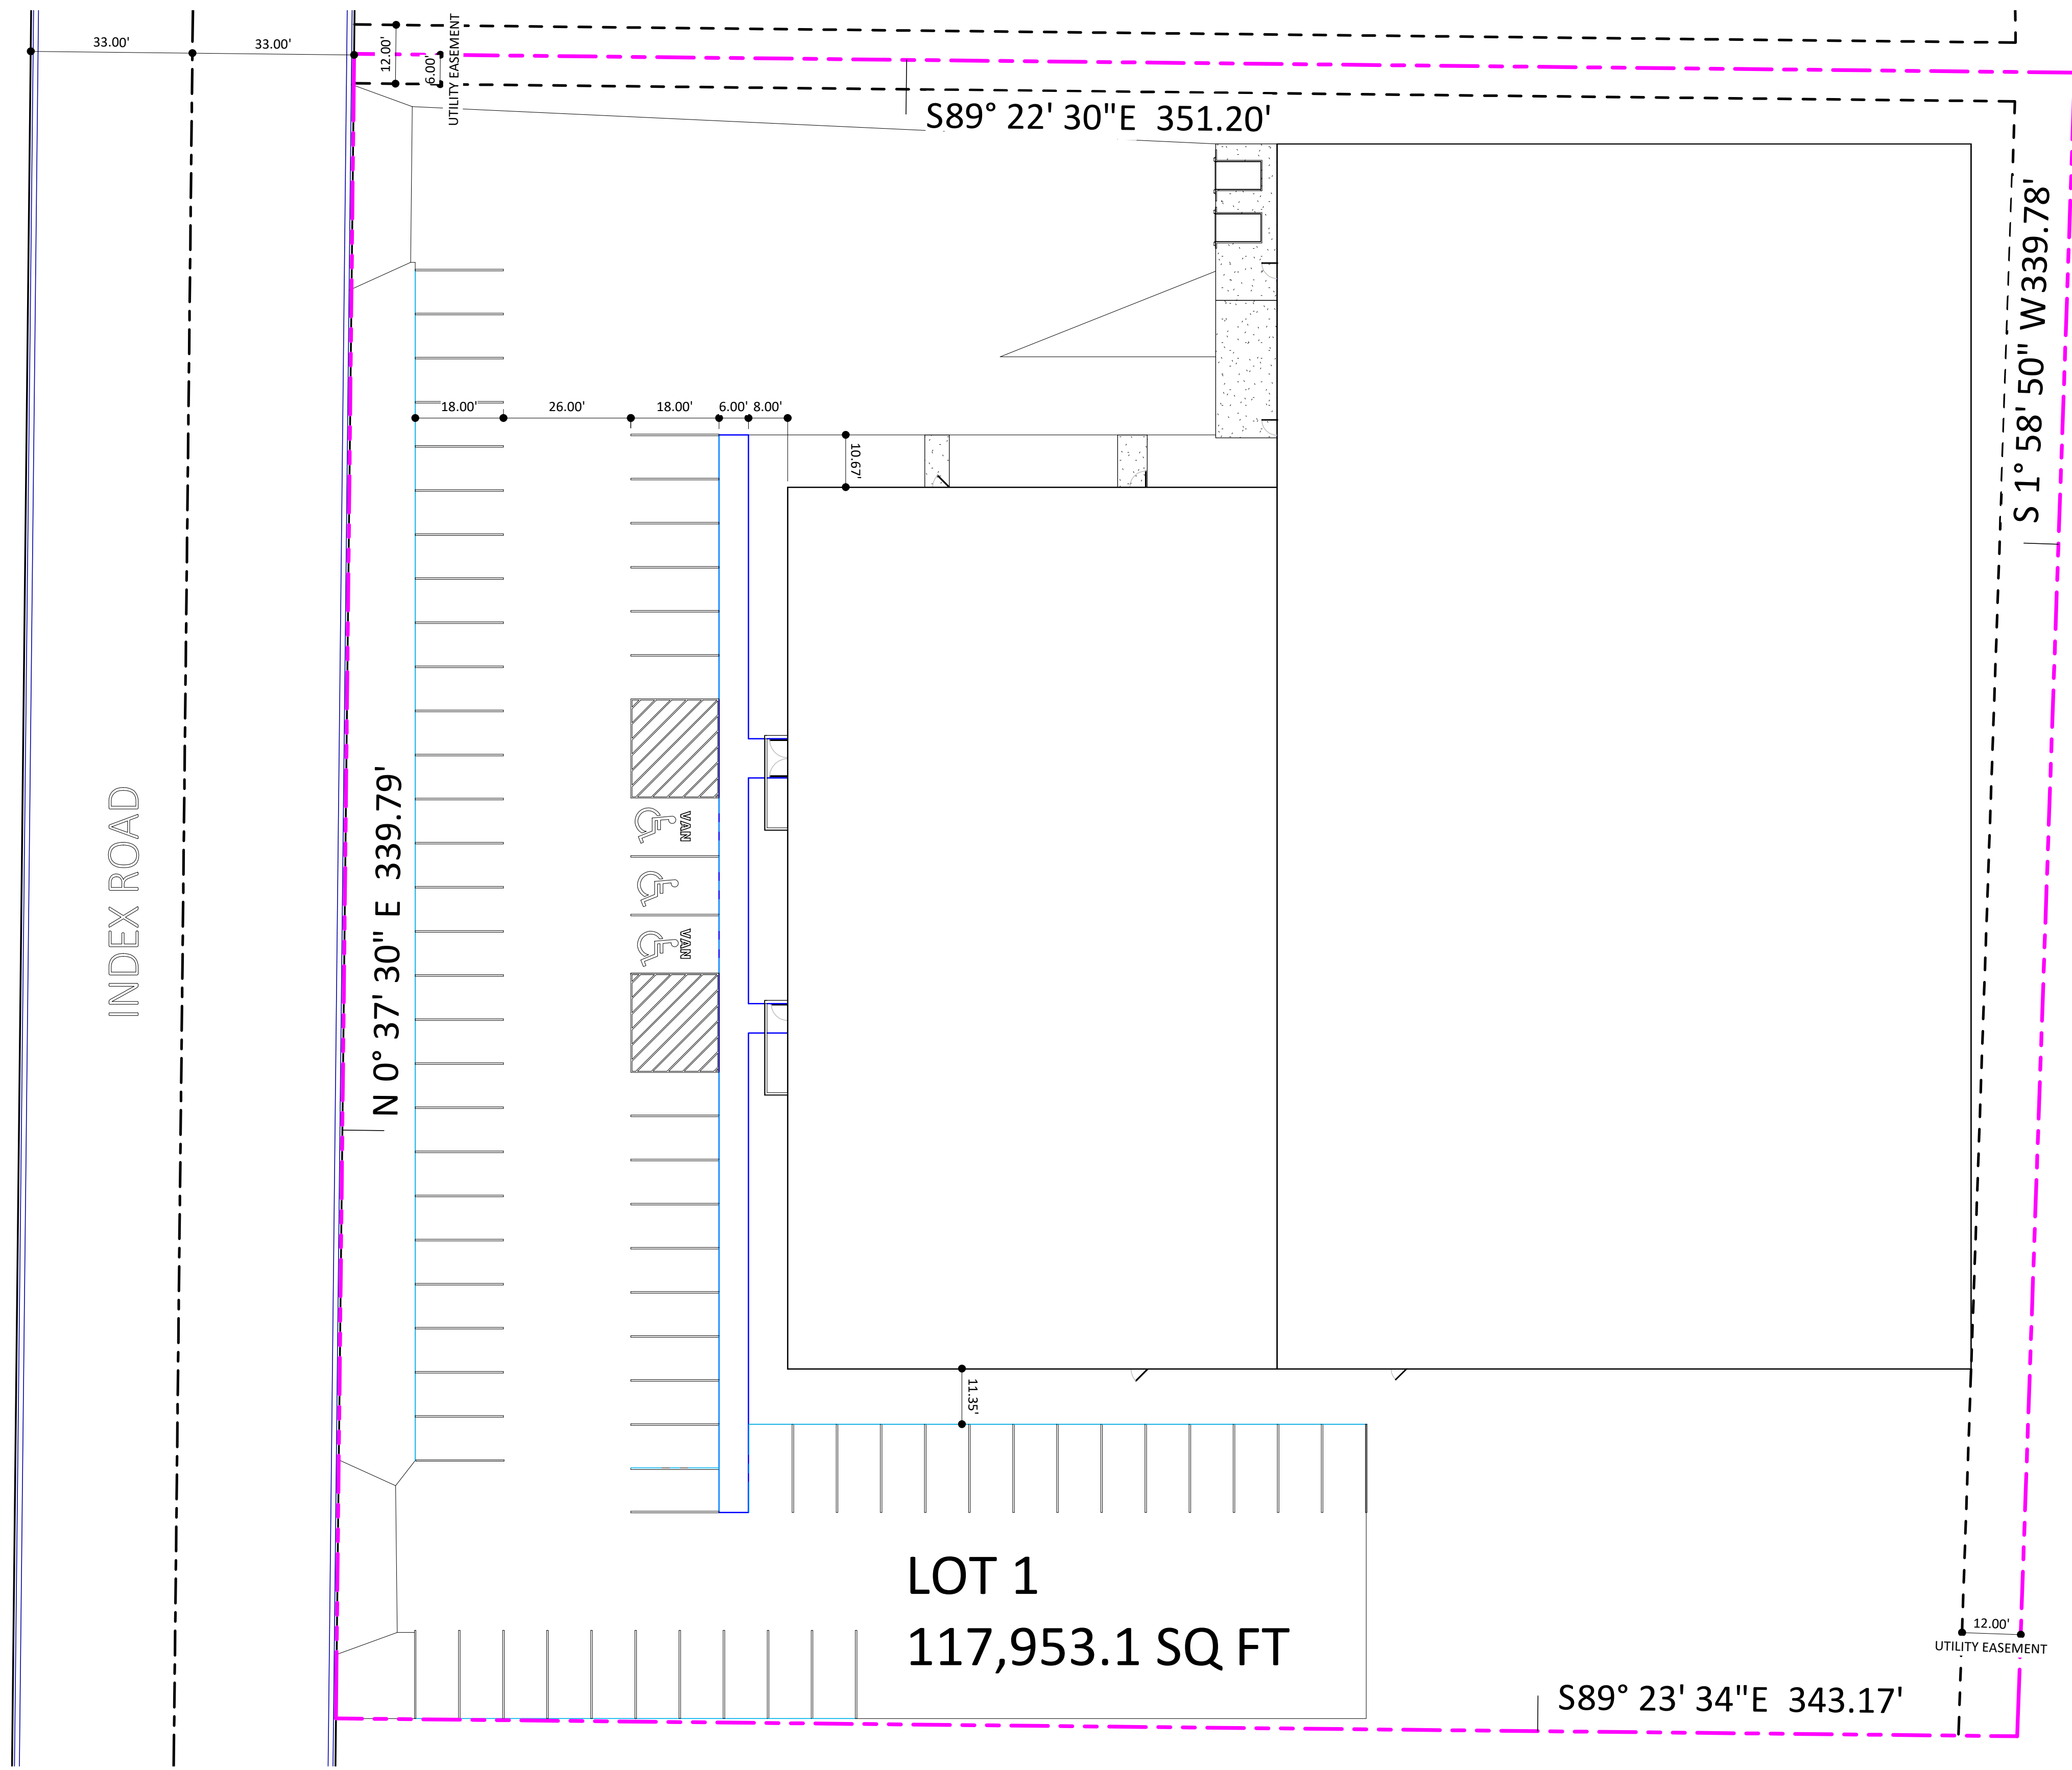 33.00'
33.00'
12.00'
6.00'
UTILITY EASEMENT
S89° 22' 30"E  351.20'
S 1° 58' 50" W339.78'
18.00'
26.00'
18.00'
6.00'
8.00'
10.67'
INDEX ROAD
N 0° 37' 30" E  339.79'
VAN
VAN
11.35'
LOT 1
117,953.1 SQ FT
12.00'
UTILITY EASEMENT
S89° 23' 34"E  343.17'